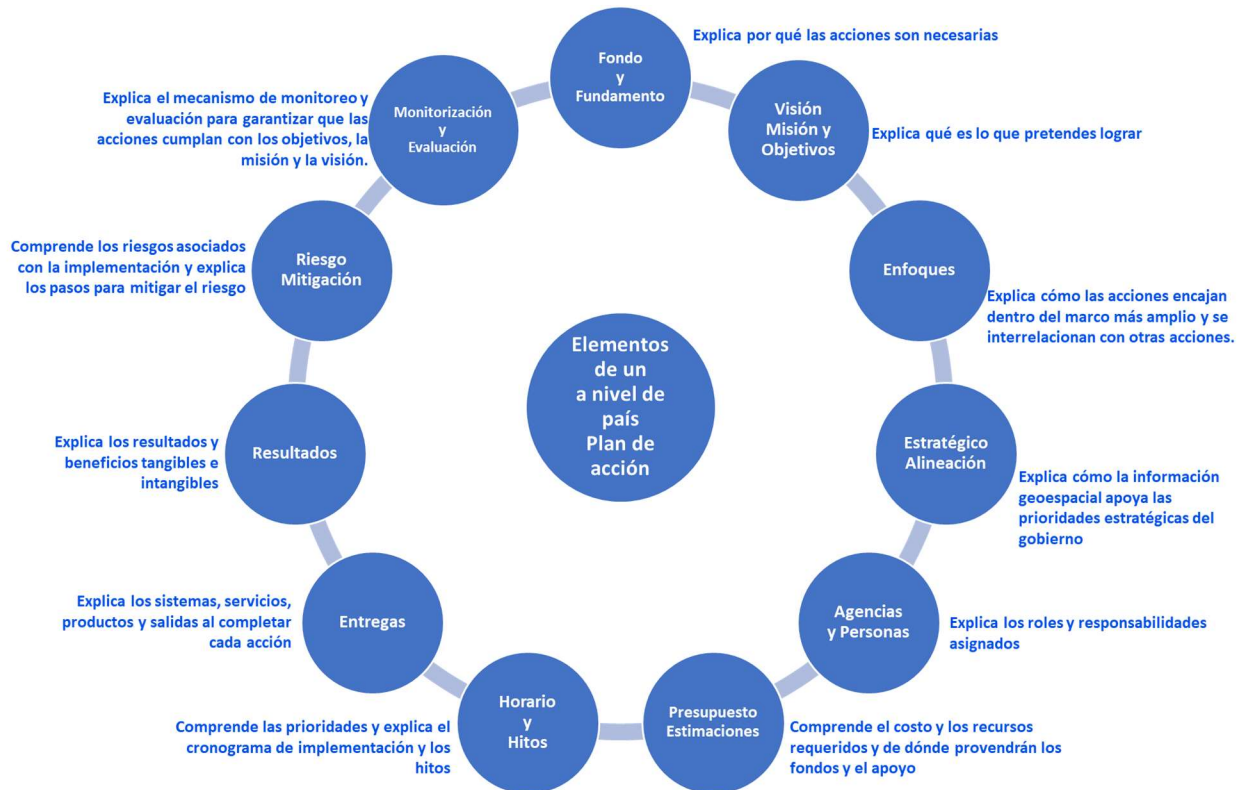 Elementos
de un
a nivel de
país
Plan de
acción
Fondo
y
Fundamento
Explica por qué las acciones son necesarias
Visión
Misión y
Objetivos
Explica qué es lo que pretendes lograr
Enfoques
Explica cómo las acciones encajan
dentro del marco más amplio y se
interrelacionan con otras acciones.
Estratégico
Alineación
Explica cómo la información
geoespacial apoya las
prioridades estratégicas del
gobierno
Agencias
y Personas
Explica los roles y responsabilidades
asignados
Presupuesto
Estimaciones
Comprende el costo y los recursos
requeridos y de dónde provendrán los
fondos y el apoyo
Horario
y
Hitos
Comprende las prioridades y explica el
cronograma de implementación y los
hitos
Entregas
Explica los sistemas, servicios,
productos y salidas al completar
cada acción
Resultados
Explica los resultados y
beneficios tangibles e
intangibles
Riesgo
Mitigación
Comprende los riesgos asociados
con la implementación y explica
los pasos para mitigar el riesgo
Monitorización
y
Evaluación
Explica el mecanismo de monitoreo y
evaluación para garantizar que las
acciones cumplan con los objetivos, la
misión y la visión.